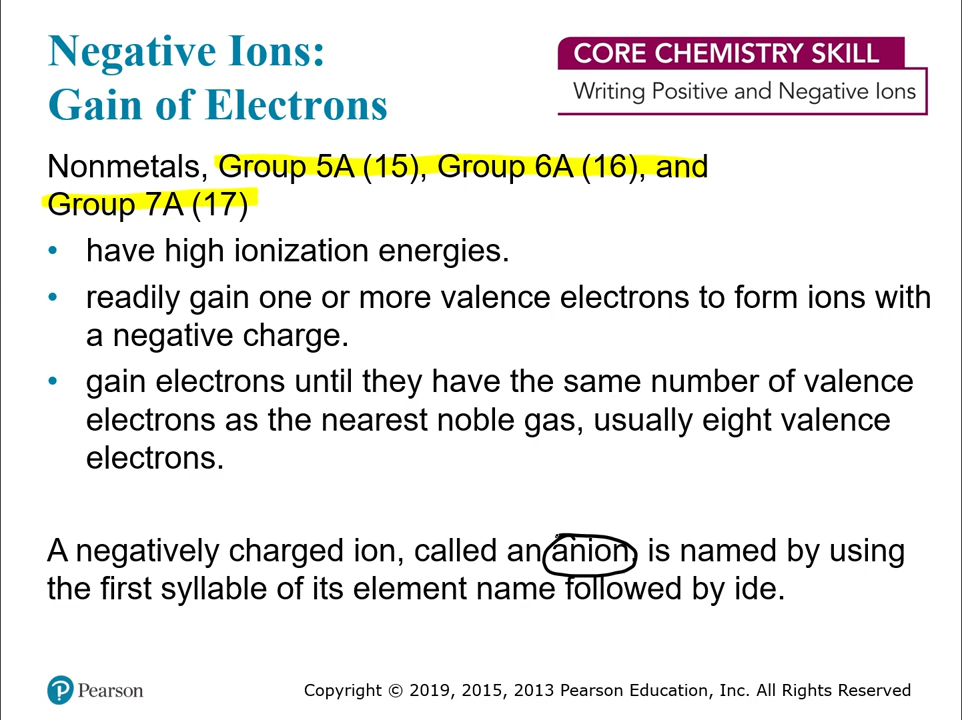 Negative Ions:
Gain of Electrons
CORE CHEMISTRY SKILL
Writing Positive and Negative Ions
Nonmetals, Group 5A (15), Group 6A (16), and
Group 7A (17)
• have high ionization energies.
• readily gain one or more valence electrons to form ions with
a negative charge.
• gain electrons until they have the same number of valence
electrons as the nearest noble gas, usually eight valence
electrons.
A negatively charged ion, called an anion, is named by using
the first syllable of its element name followed by ide.
Pearson
Copyright © 2019, 2015, 2013 Pearson Education, Inc. All Rights Reserved